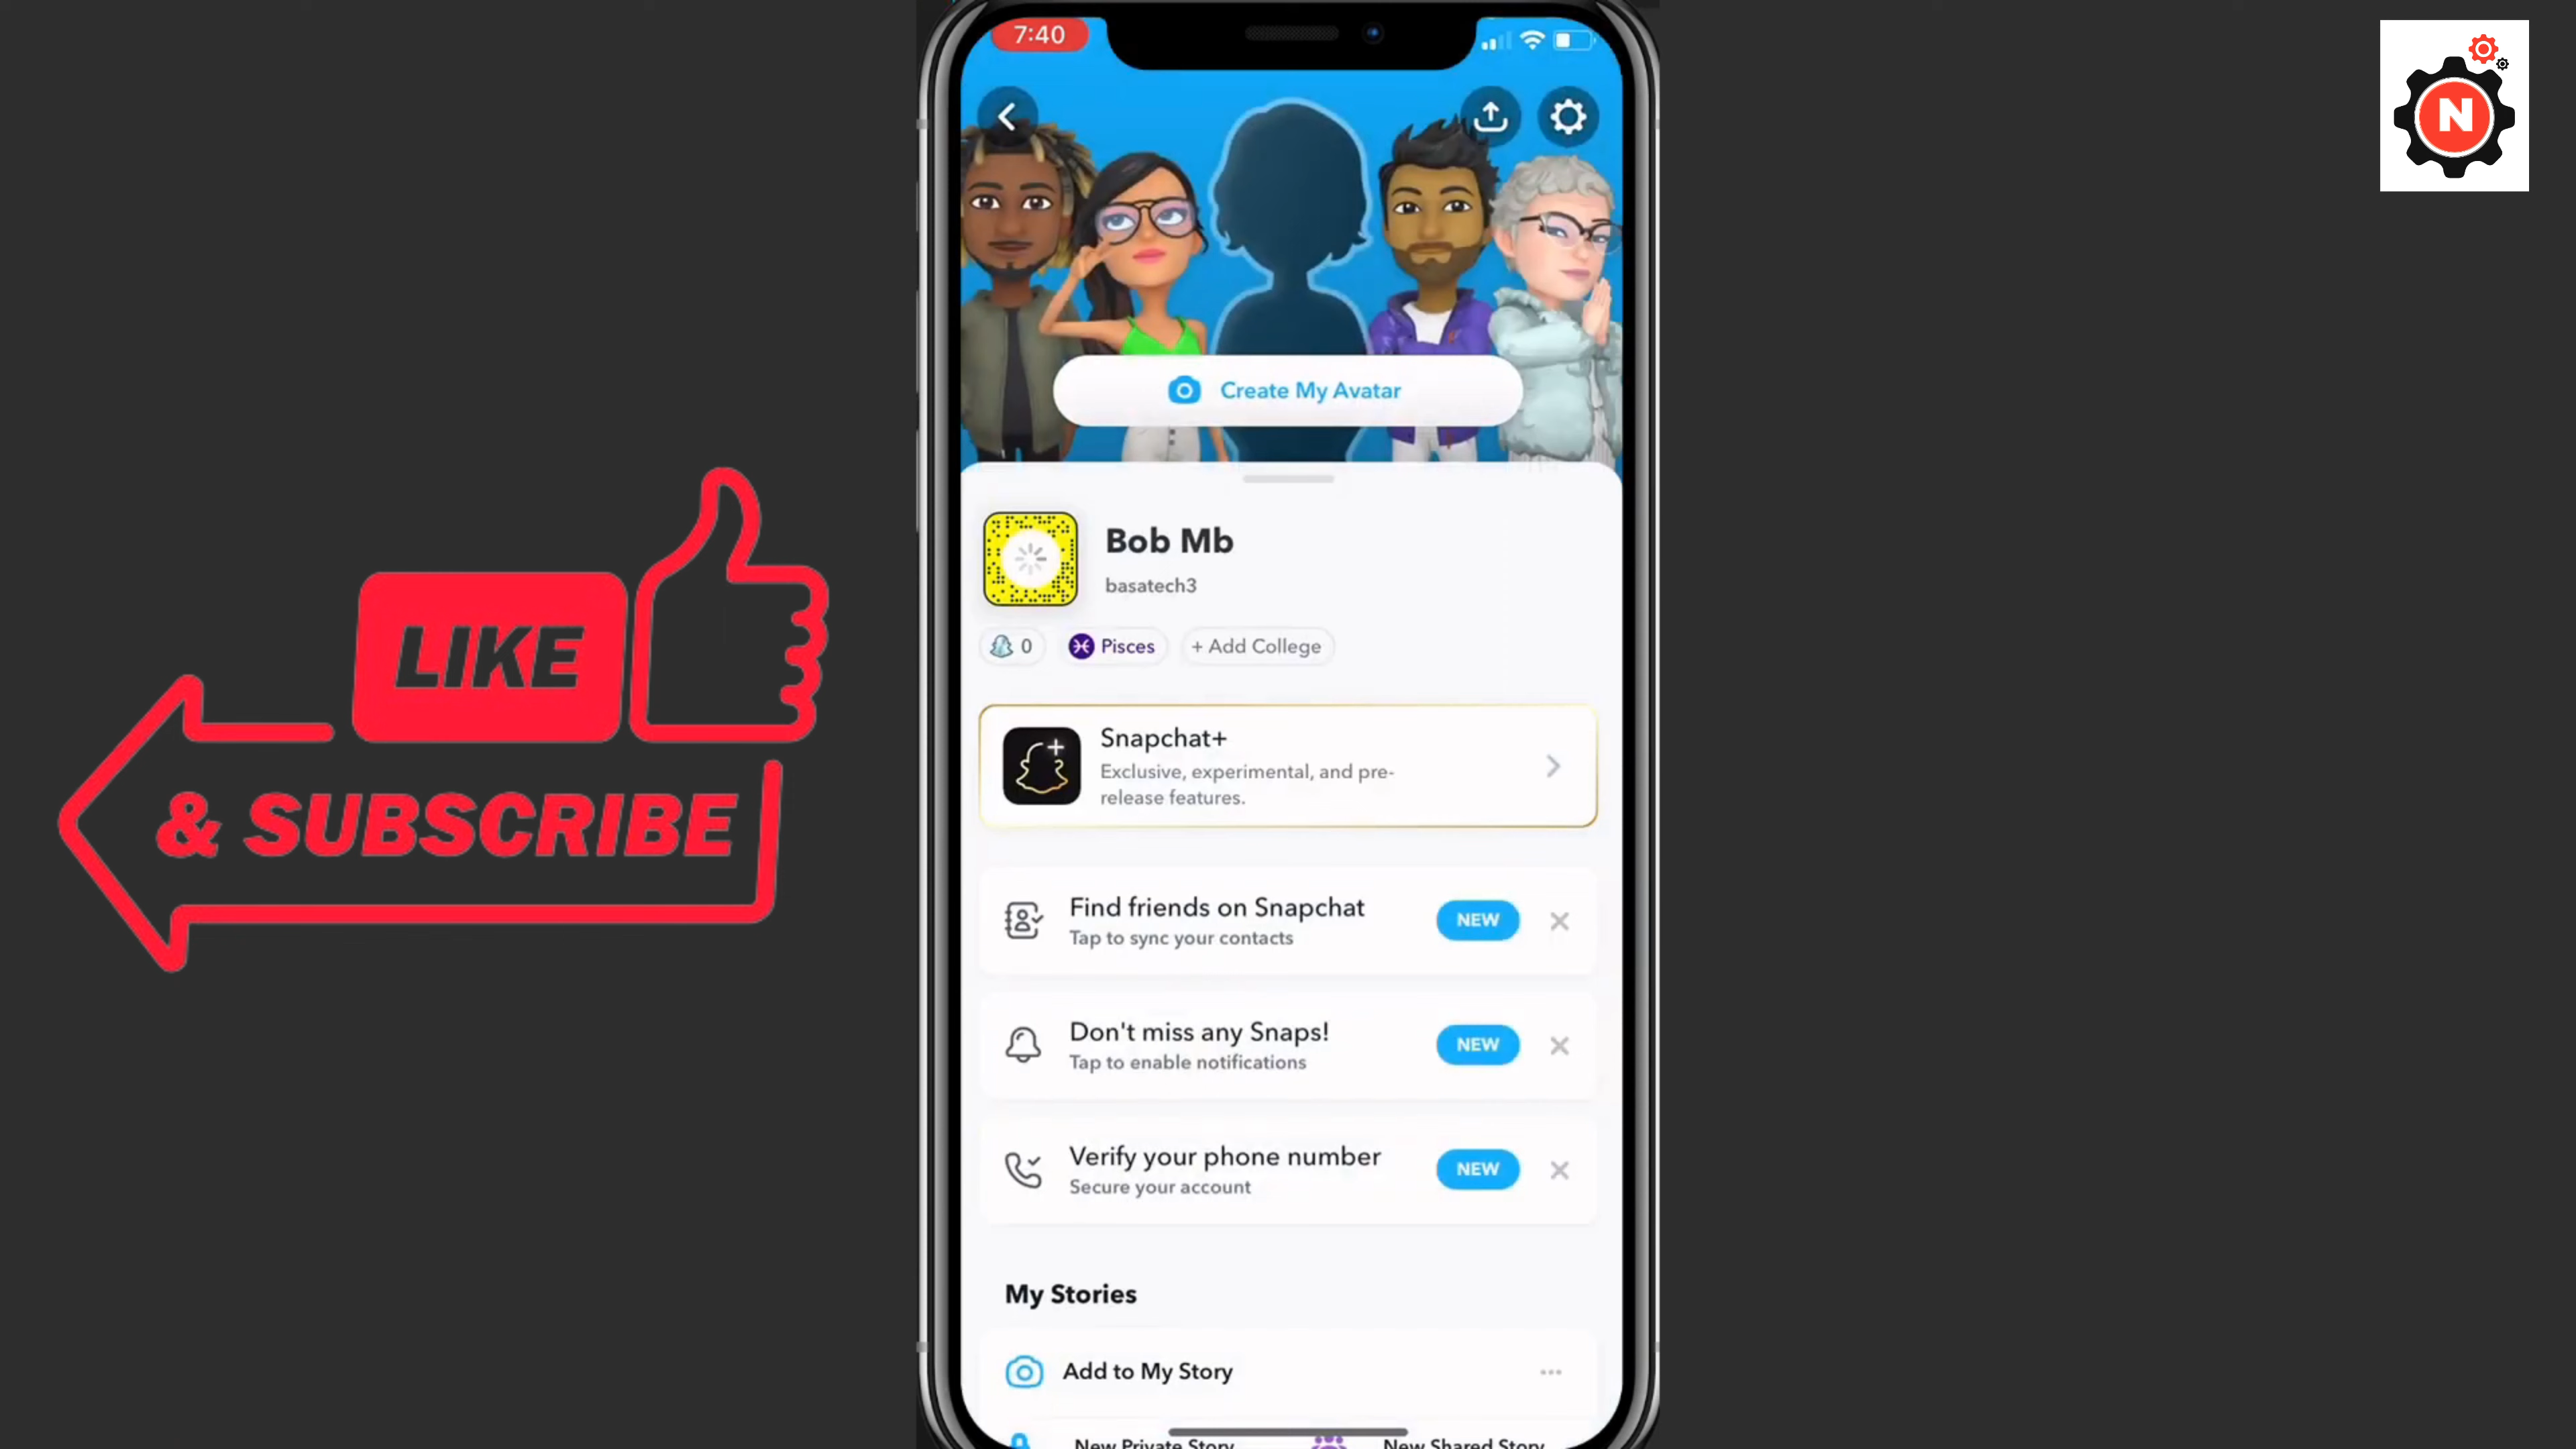 7:40
N
Create My Avatar
Bob Mb
basatech3
0
Pisces
+ Add College
Snapchat+
Exclusive, experimental, and pre-
release features.
Find friends on Snapchat
Tap to sync your contacts
NEW
Don't miss any Snaps!
Tap to enable notifications
NEW
Verify your phone number
Secure your account
NEW
My Stories
Add to My Story
New Private Story
New Shared Story
LIKE
& SUBSCRIBE